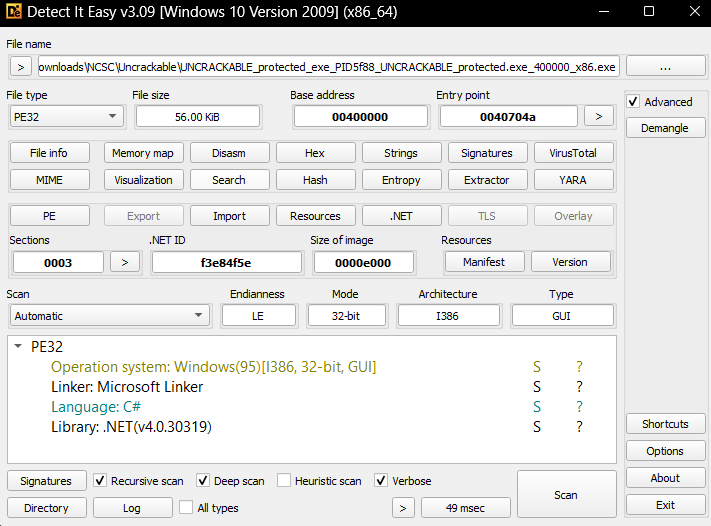 Detect It Easy v3.09 [Windows 10 Version 2009] (x86_64)
File name
> ownloads\NCSC\Uncrackable\UNCRACKABLE_protected_exe_PID5f88_UNCRACKABLE_protected.exe_400000_x86.exe ...
File type File size Base address Entry point
PE32 56.00 KiB 00400000 0040704a >
Advanced
Demangle
File info Memory map Disasm Hex Strings Signatures VirusTotal
MIME Visualization Search Hash Entropy Extractor YARA
PE Export Import Resources .NET TLS Overlay
Sections .NET ID Size of image Resources
0003 > f3e84f5e 0000e000 Manifest Version
Scan Endianness Mode Architecture Type
Automatic LE 32-bit I386 GUI
PE32
Operation system: Windows(95)[I386, 32-bit, GUI] S ?
Linker: Microsoft Linker S ?
Language: C# S ?
Library: .NET(v4.0.30319) S ?
Shortcuts
Options
About
Exit
Signatures Recursive scan Deep scan Heuristic scan Verbose
Directory Log All types > 49 msec Scan